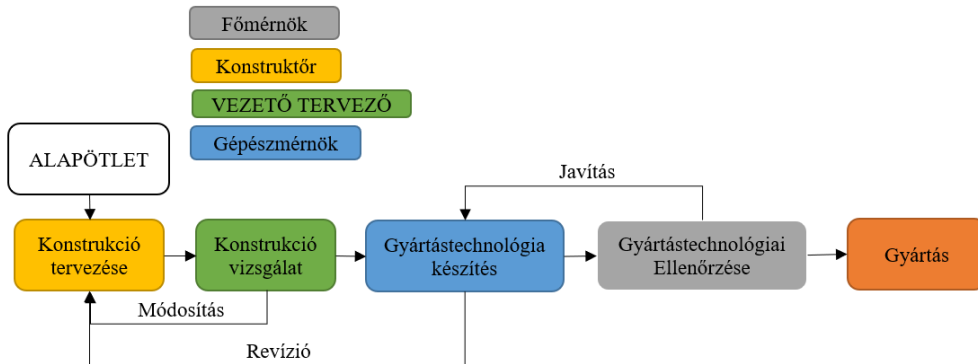 Főmérnök
Konstruktőr
VEZETŐ TERVEZŐ
Gépészmérnök
ALAPÖTLET
Javítás
Konstrukció
tervezése
Konstrukció
vizsgálat
Gyártástechnológia
készítés
Gyártástechnológiai
Ellenőrzése
Gyártás
Módosítás
Revízió